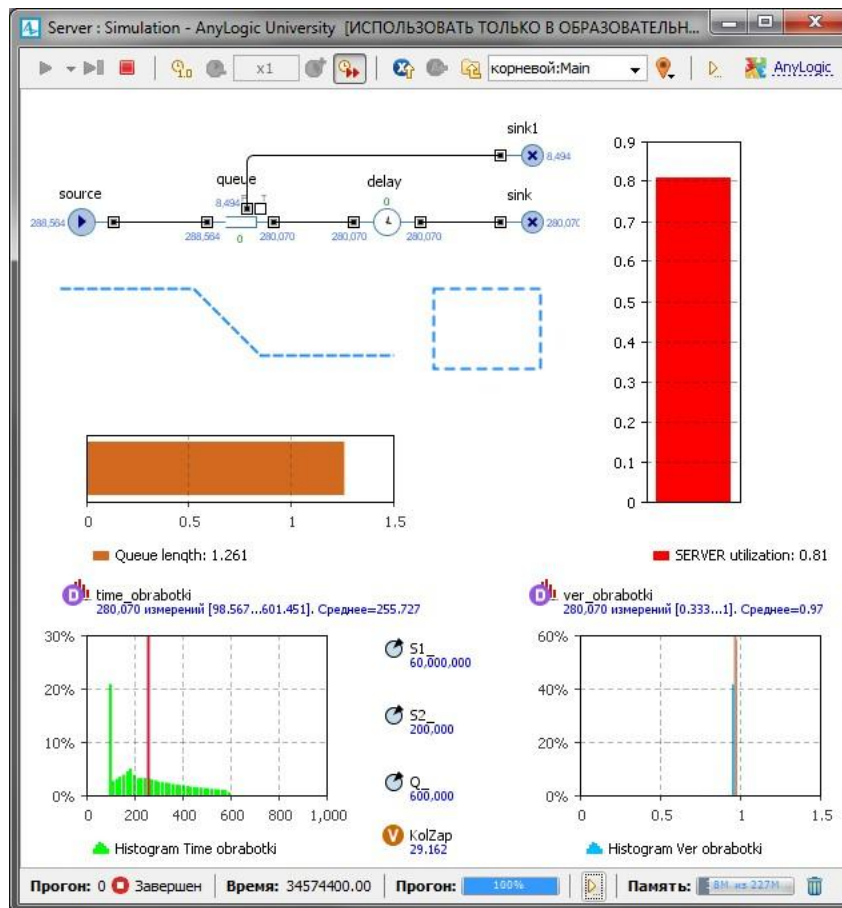 Server : Simulation - AnyLogic University [ИСПОЛЬЗОВАТЬ ТОЛЬКО В ОБРАЗОВАТЕЛЬН...
x1
корневой:Main
AnyLogic
sink1
8,494
source
queue
delay
sink
8,494
0
288,564
288,564
0
280,070
280,070
280,070
280,070
0.9
0.8
0.7
0.6
0.5
0.4
0.3
0.2
0.1
0
0
0.5
1
1.5
Queue length: 1.261
SERVER utilization: 0.81
time_obrabotki
280,070 измерений [98.567...601.451]. Среднее=255.727
ver_obrabotki
280,070 измерений [0.333...1]. Среднее=0.97
30%
20%
10%
0%
0
200
400
600
800
1,000
Histogram Time obrabotki
S1_
60,000,000
S2_
200,000
Q_
600,000
KolZap
29.162
60%
40%
20%
0%
0
0.5
1
1.5
Histogram Ver obrabotki
Прогон: 0 Завершен Время: 34574400.00 Прогон: 100% Память: 8M из 227M